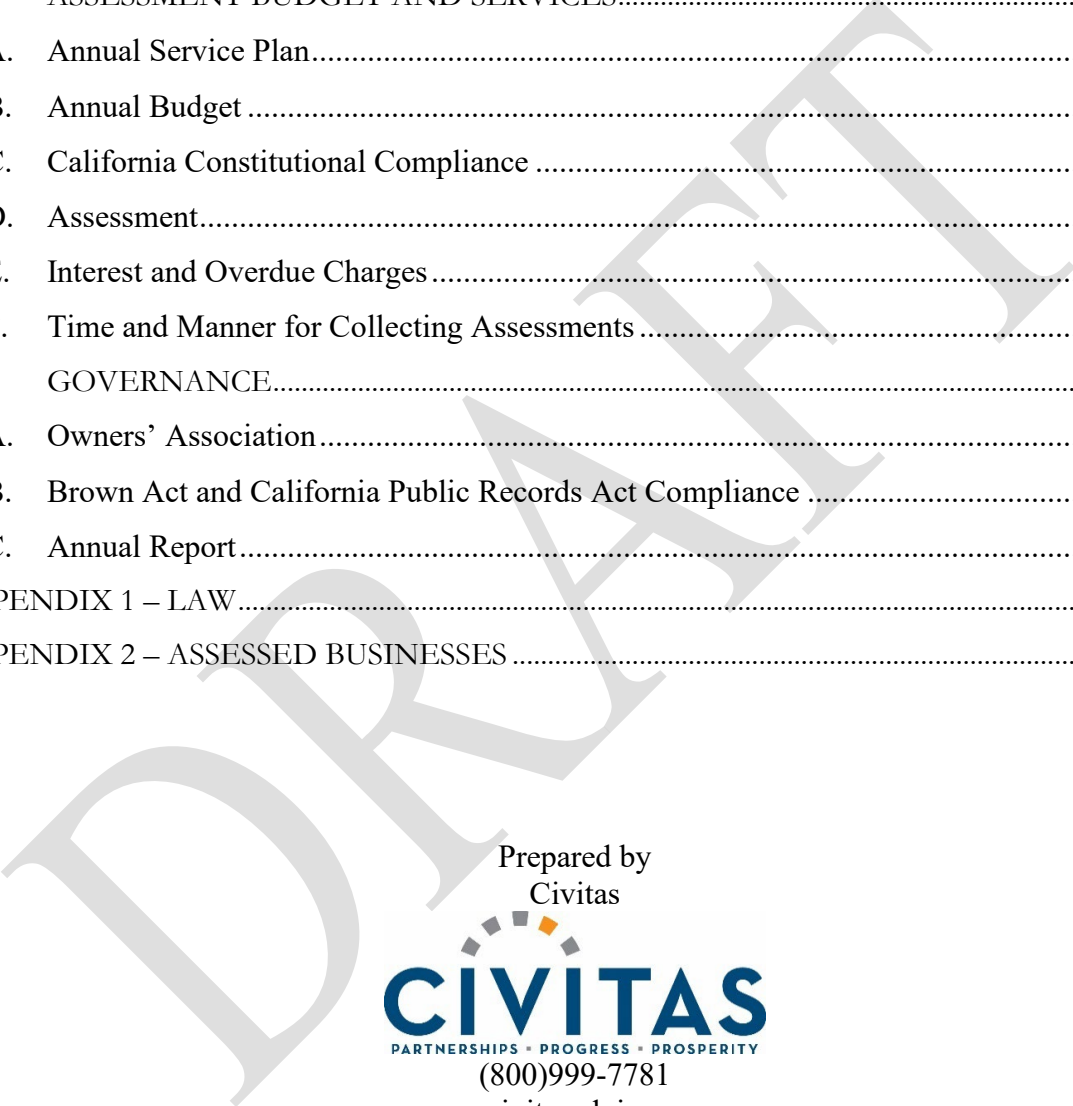 ASSESSMENT BUDGET AND SERVICES
A. Annual Service Plan
B. Annual Budget
C. California Constitutional Compliance
D. Assessment
E. Interest and Overdue Charges
. Time and Manner for Collecting Assessments
GOVERNANCE
A. Owners’ Association
B. Brown Act and California Public Records Act Compliance
C. Annual Report
PENDIX 1 – LAW
PENDIX 2 – ASSESSED BUSINESSES
DRAFT
Prepared by
Civitas
CIVITAS
PARTNERSHIPS ▪ PROGRESS ▪ PROSPERITY
(800)999-7781